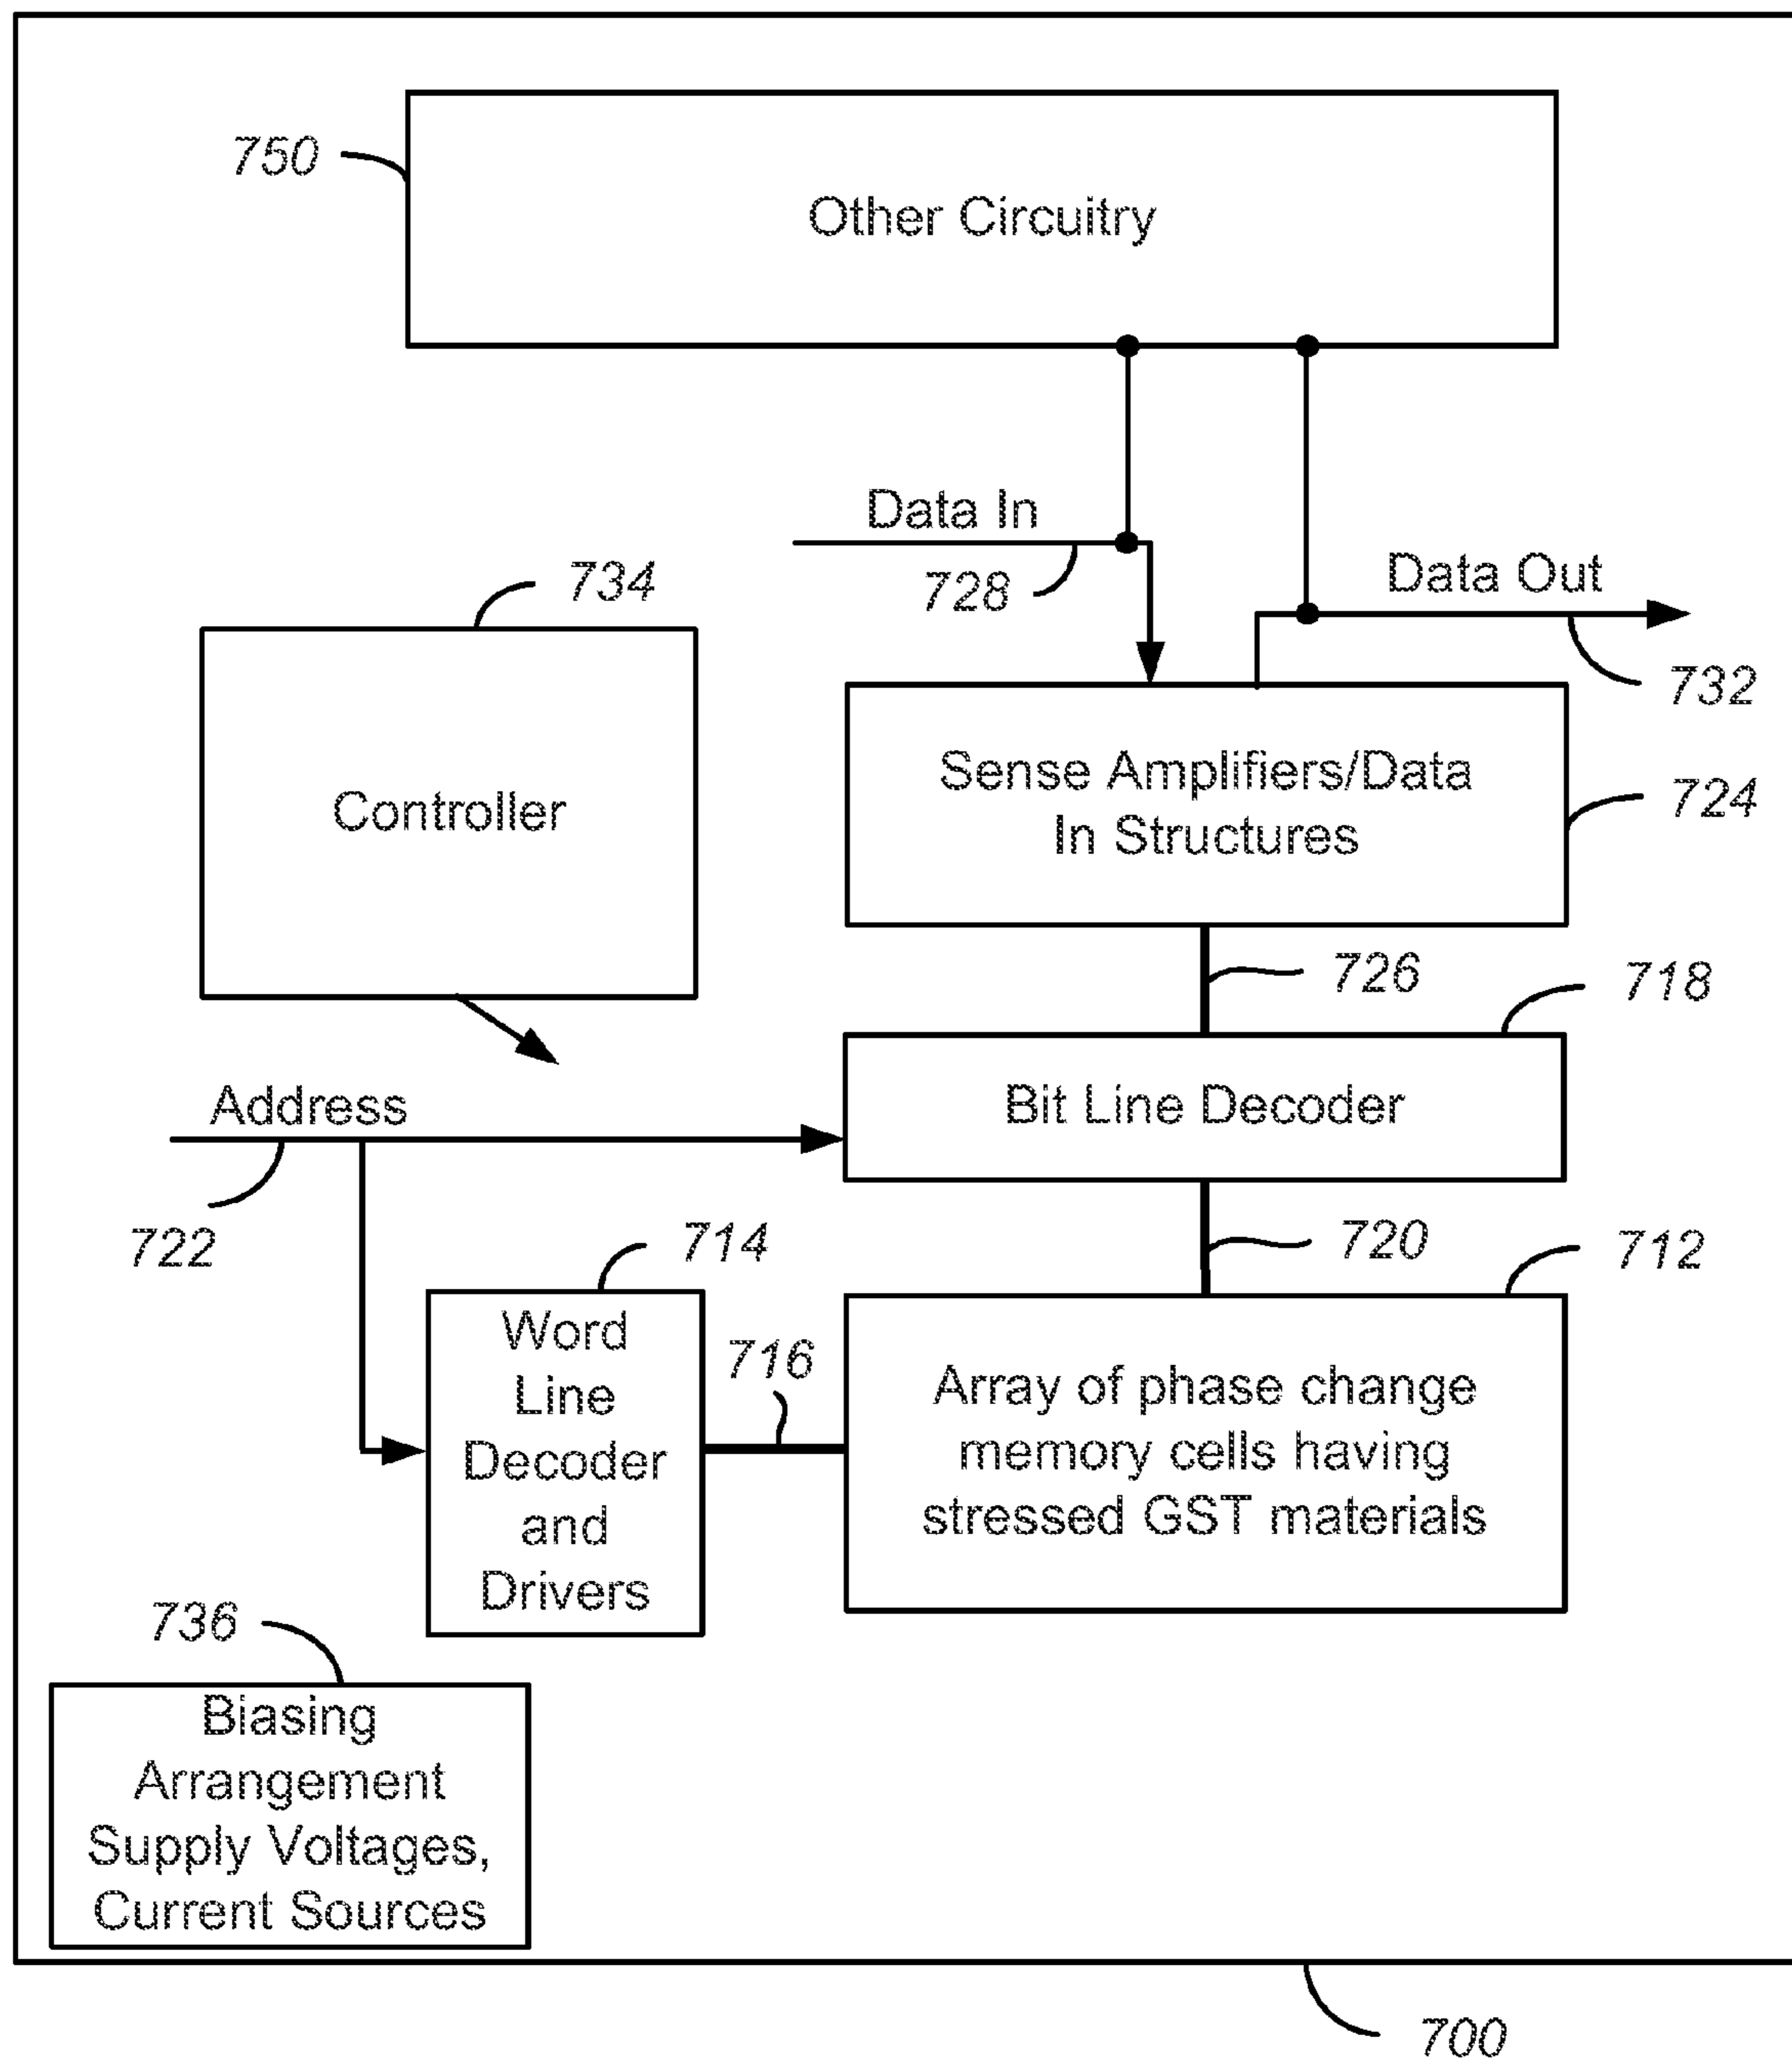 750
Other Circuitry
Data In
728
Data Out
732
734
Controller
Sense Amplifiers/Data
In Structures
724
726
718
Address
722
Bit Line Decoder
720
714
712
Word
Line
Decoder
and
Drivers
716
Array of phase change
memory cells having
stressed GST materials
736
Biasing
Arrangement
Supply Voltages,
Current Sources
700